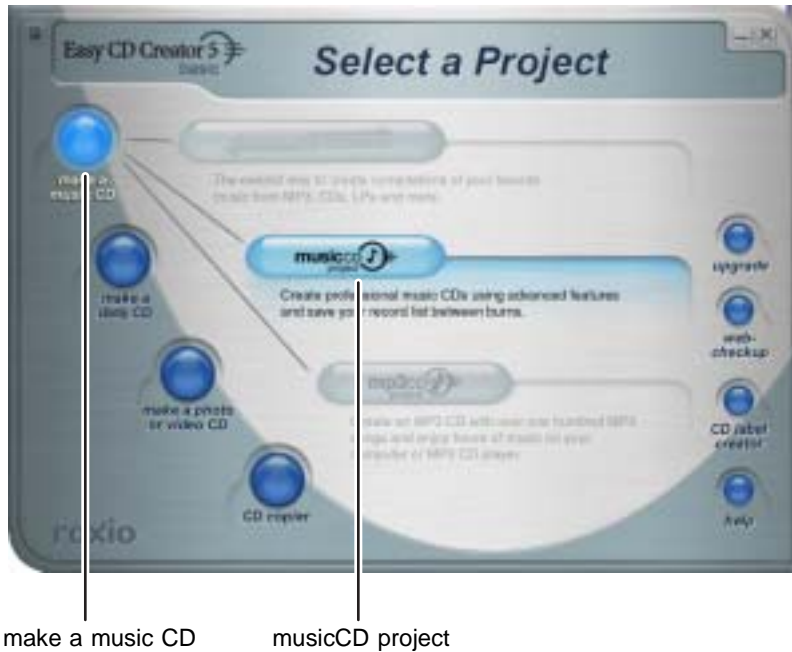 Easy CD Creator 5
basic
Select a Project
make a
music CD
The easiest way to create compilations of your favorite
music from MP3, CDs, LPs and more.
musiccd
project
Create professional music CDs using advanced features
and save your record list between burns.
make a
data CD
mp3cd
project
Create an MP3 CD with over one hundred MP3
songs and enjoy hours of music on your
computer or MP3 CD player.
make a photo
or video CD
CD copier
upgrade
web-
checkup
CD label
creator
help
roxio
make a music CD
musicCD project